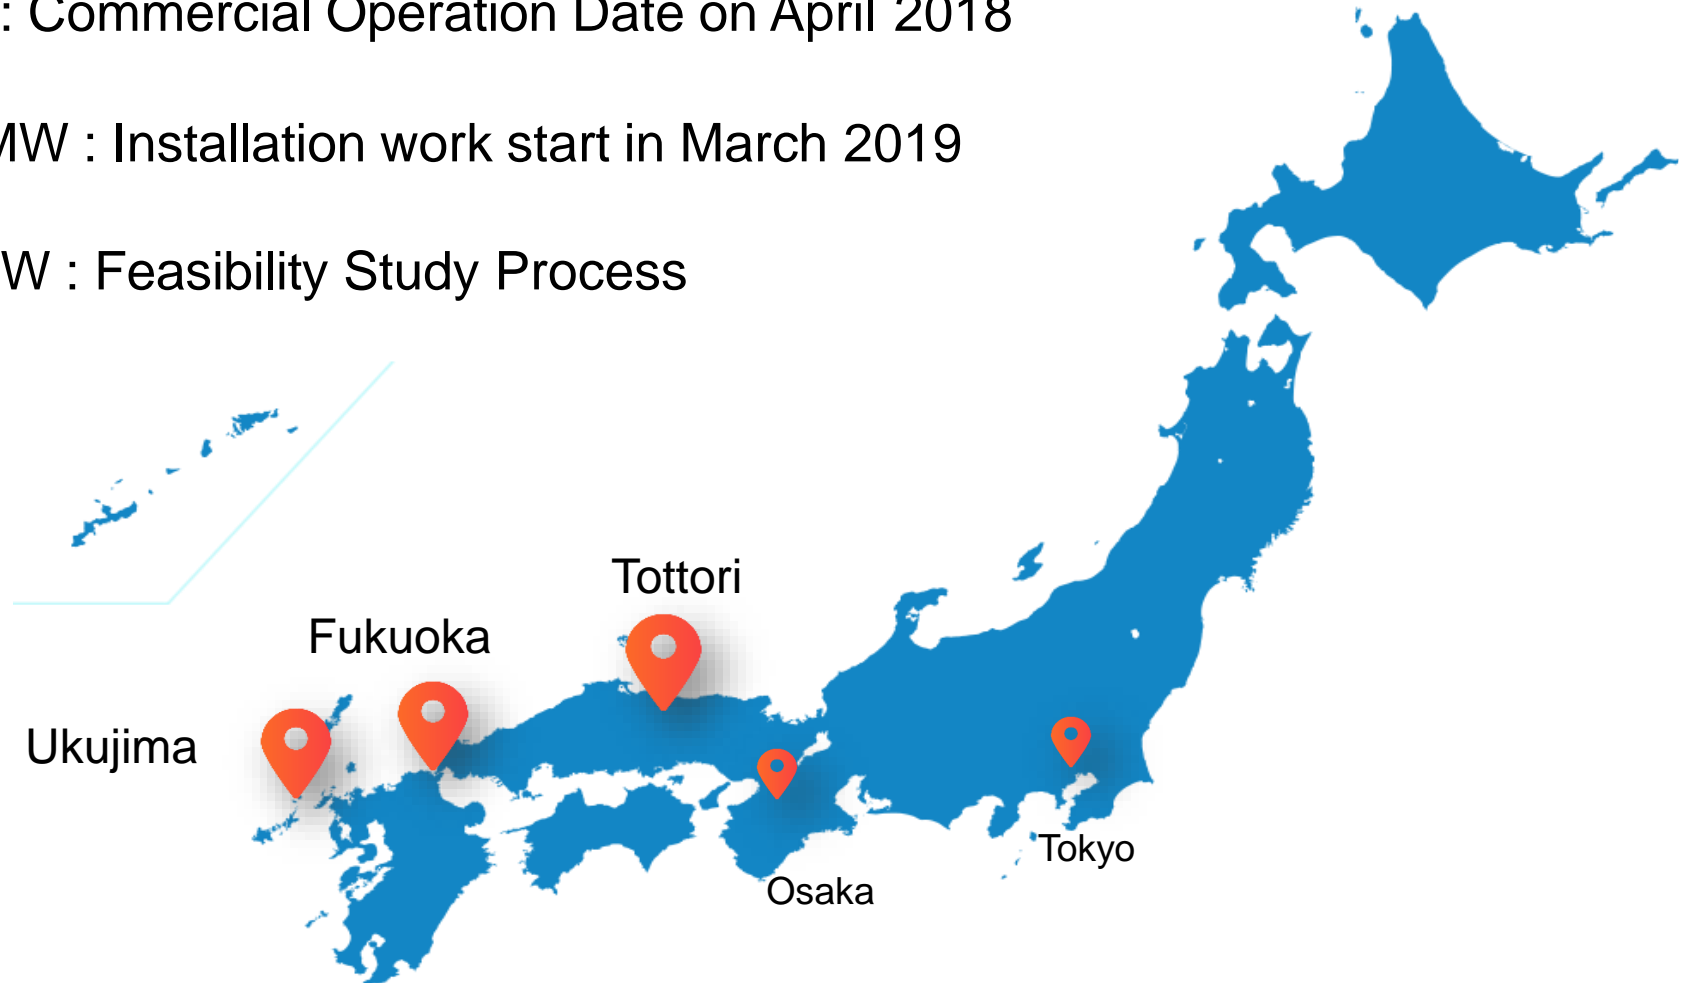 : Commercial Operation Date on April 2018
MW : Installation work start in March 2019
W : Feasibility Study Process
Tottori
Fukuoka
Ukujima
Tokyo
Osaka